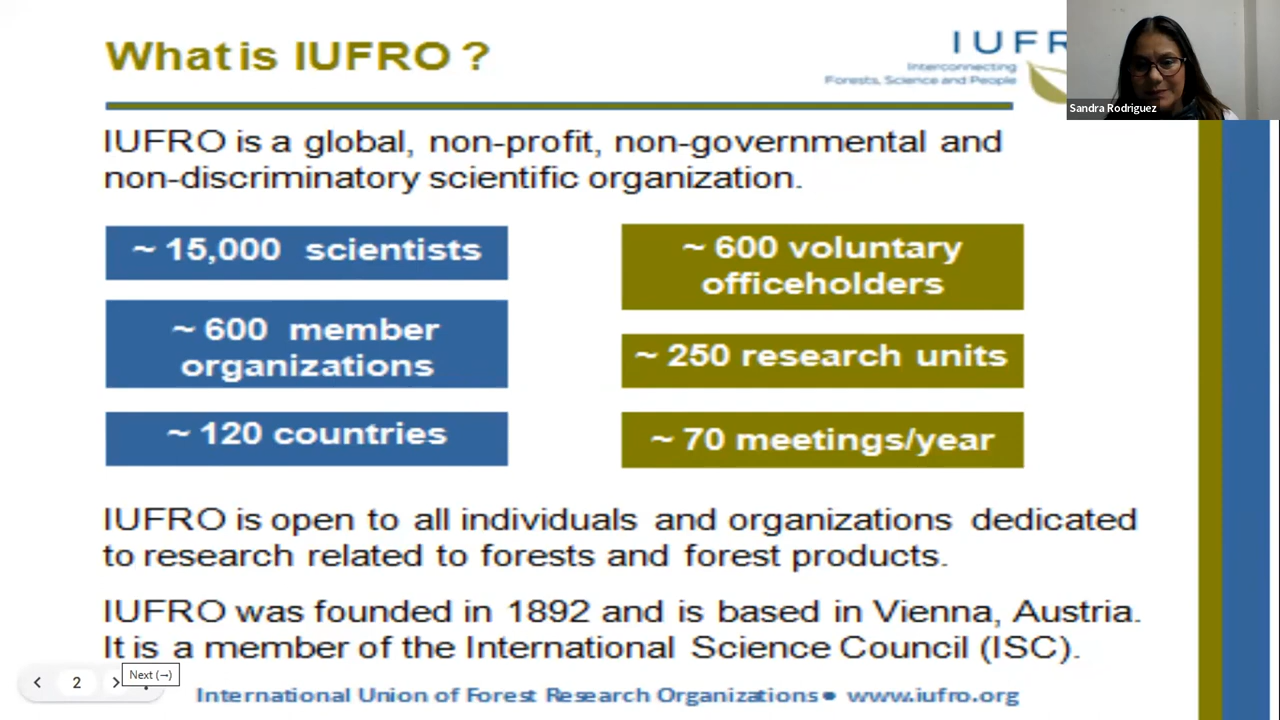 What is IUFRO ?
IUFR
Interconnecting
Forests, Science and People
Sandra Rodriguez
IUFRO is a global, non-profit, non-governmental and
non-discriminatory scientific organization.
~ 15,000 scientists
~ 600 member
organizations
~ 120 countries
~ 600 voluntary
officeholders
~ 250 research units
~ 70 meetings/year
IUFRO is open to all individuals and organizations dedicated
to research related to forests and forest products.
IUFRO was founded in 1892 and is based in Vienna, Austria.
It is a member of the International Science Council (ISC).
2
Next (→)
International Union of Forest Research Organizations● www.iufro.org